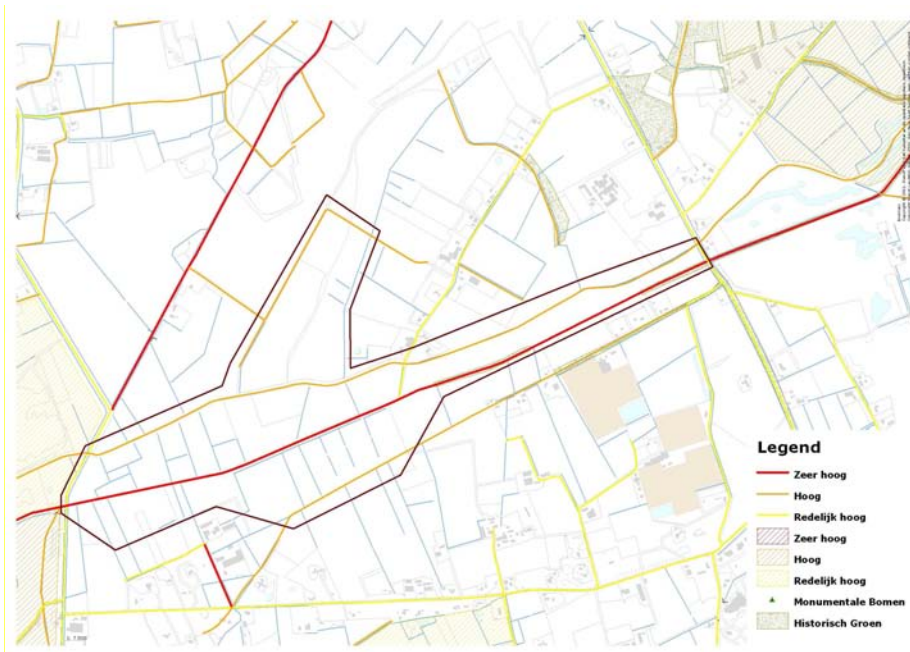 Legend
Zeer hoog
Hoog
Redelijk hoog
Zeer hoog
Hoog
Redelijk hoog
Monumentale Bomen
Historisch Groen